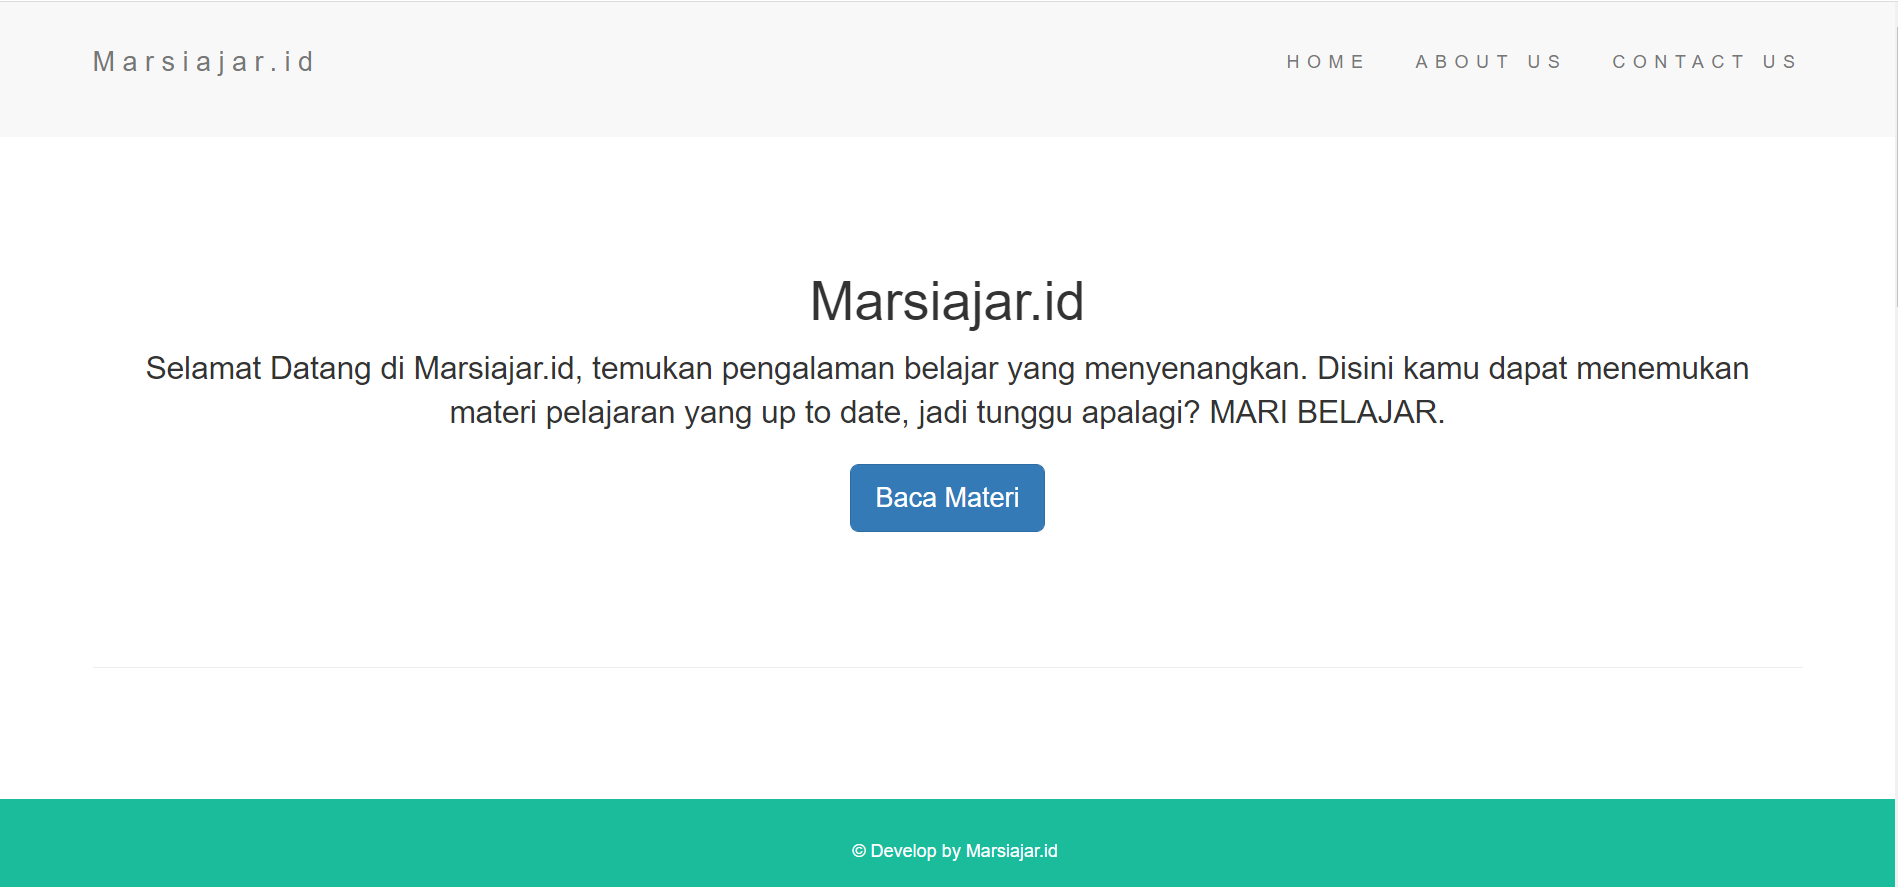 Marsiajar.id
HOME ABOUT US CONTACT US
Marsiajar.id
Selamat Datang di Marsiajar.id, temukan pengalaman belajar yang menyenangkan. Disini kamu dapat menemukan
materi pelajaran yang up to date, jadi tunggu apalagi? MARI BELAJAR.
Baca Materi
© Develop by Marsiajar.id